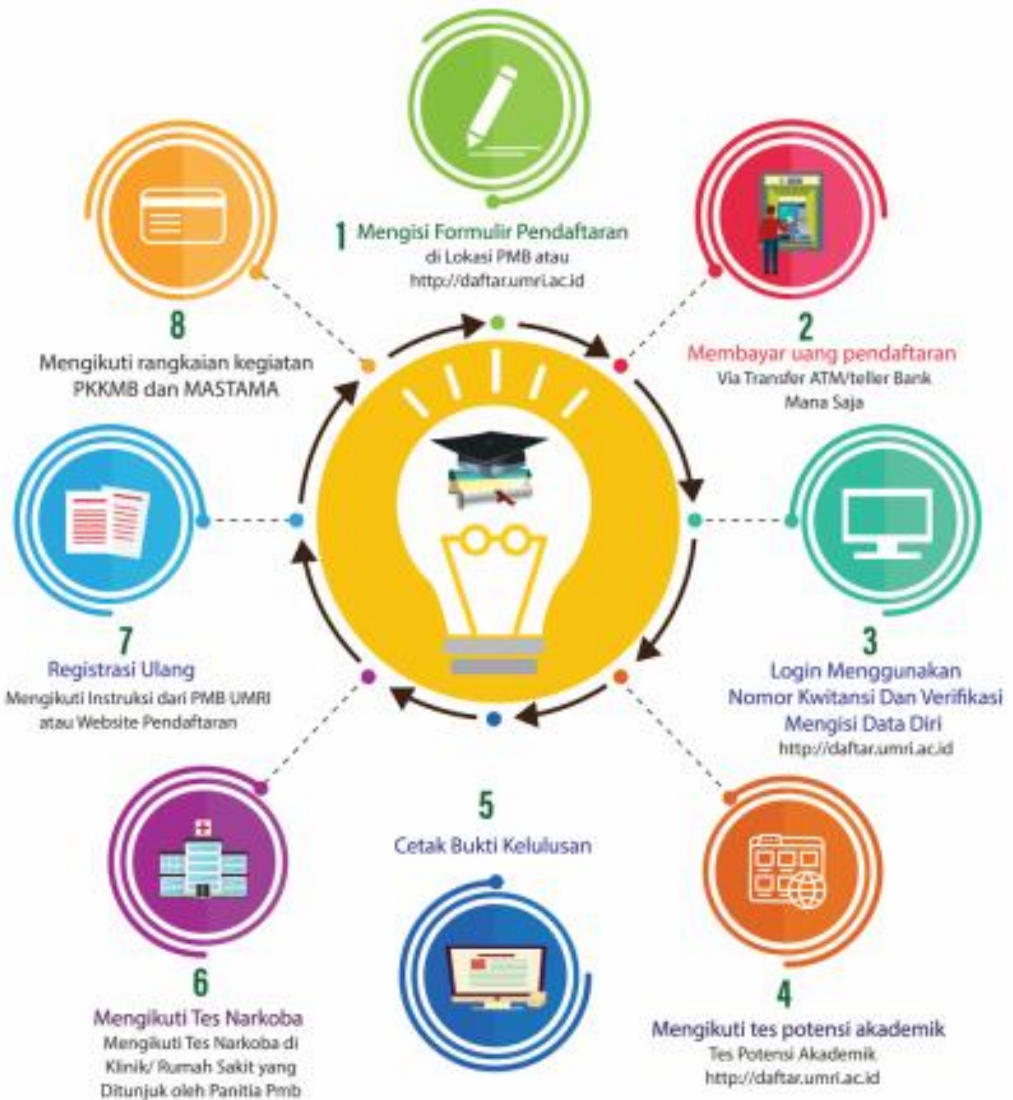 1 Mengisi Formulir Pendaftaran
di Lokasi PMB atau
http://daftar.umri.ac.id
2
Membayar uang pendaftaran
Via Transfer ATM/teller Bank
Mana Saja
3
Login Menggunakan
Nomor Kwitansi Dan Verifikasi
Mengisi Data Diri
http://daftar.umri.ac.id
4
Mengikuti tes potensi akademik
Tes Potensi Akademik
http://daftar.umri.ac.id
5
Cetak Bukti Kelulusan
6
Mengikuti Tes Narkoba
Mengikuti Tes Narkoba di
Klinik/ Rumah Sakit yang
Ditunjuk oleh Panitia Pmb
7
Registrasi Ulang
Mengikuti Instruksi dari PMB UMRI
atau Website Pendaftaran
8
Mengikuti rangkaian kegiatan
PKKMB dan MASTAMA